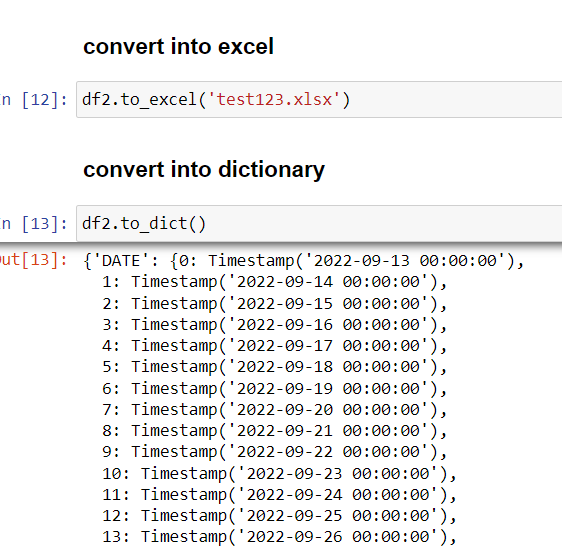 convert into excel
n [12]: df2.to_excel('test123.xlsx')
convert into dictionary
n [13]: df2.to_dict()
ut[13]: {'DATE': {0: Timestamp('2022-09-13 00:00:00'),
1: Timestamp('2022-09-14 00:00:00'),
2: Timestamp('2022-09-15 00:00:00'),
3: Timestamp('2022-09-16 00:00:00'),
4: Timestamp('2022-09-17 00:00:00'),
5: Timestamp('2022-09-18 00:00:00'),
6: Timestamp('2022-09-19 00:00:00'),
7: Timestamp('2022-09-20 00:00:00'),
8: Timestamp('2022-09-21 00:00:00'),
9: Timestamp('2022-09-22 00:00:00'),
10: Timestamp('2022-09-23 00:00:00'),
11: Timestamp('2022-09-24 00:00:00'),
12: Timestamp('2022-09-25 00:00:00'),
13: Timestamp('2022-09-26 00:00:00'),